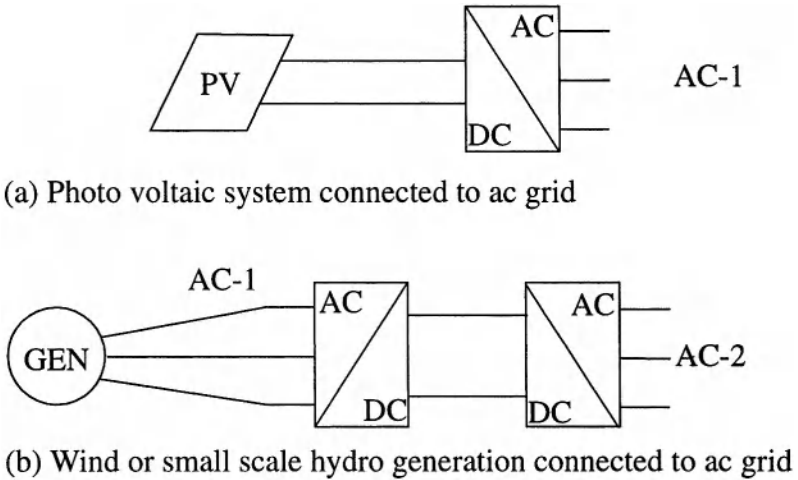 AC
PV
AC-1
DC
(a) Photo voltaic system connected to ac grid
AC-1
AC
AC
GEN
AC-2
DC
DC
(b) Wind or small scale hydro generation connected to ac grid